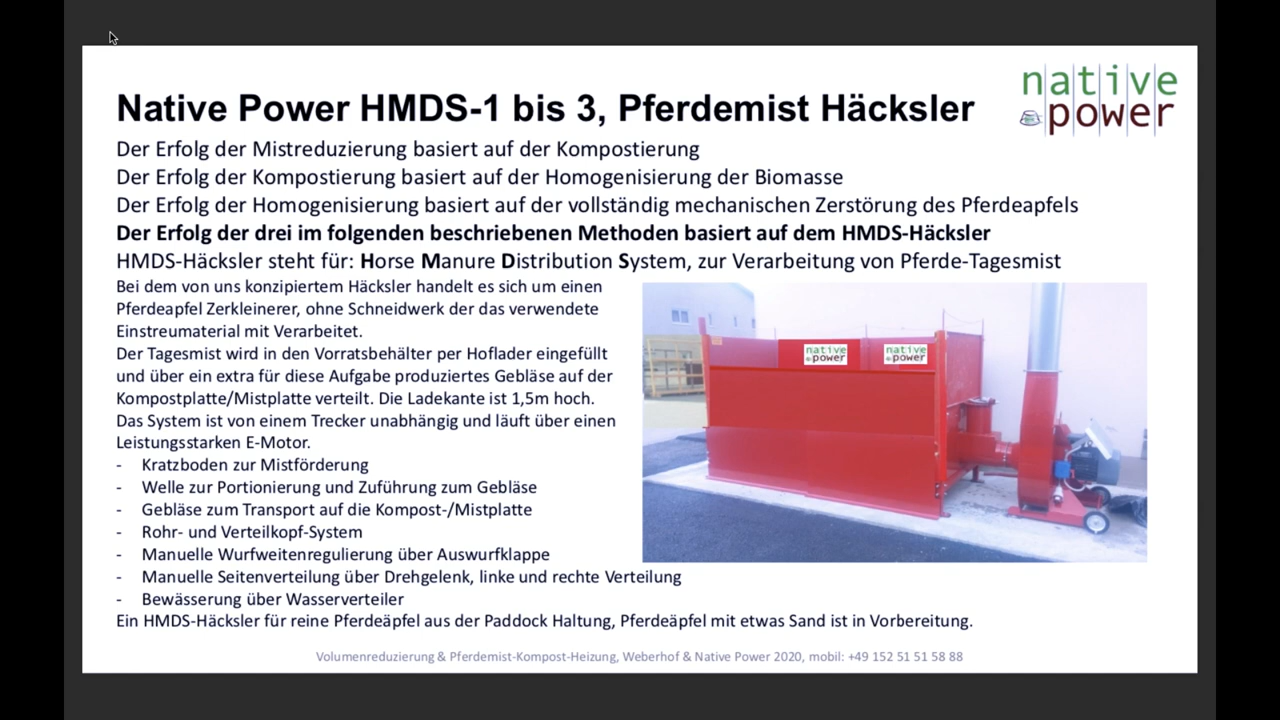 native
power
Native Power HMDS-1 bis 3, Pferdemist Häcksler
Der Erfolg der Mistreduzierung basiert auf der Kompostierung
Der Erfolg der Kompostierung basiert auf der Homogenisierung der Biomasse
Der Erfolg der Homogenisierung basiert auf der vollständig mechanischen Zerstörung des Pferdeapfels
Der Erfolg der drei im folgenden beschriebenen Methoden basiert auf dem HMDS-Häcksler
HMDS-Häcksler steht für: Horse Manure Distribution System, zur Verarbeitung von Pferde-Tagesmist
Bei dem von uns konzipiertem Häcksler handelt es sich um einen
Pferdeapfel Zerkleinerer, ohne Schneidwerk der das verwendete
Einstreumaterial mit Verarbeitet.
Der Tagesmist wird in den Vorratsbehälter per Hoflader eingefüllt
und über ein extra für diese Aufgabe produziertes Gebläse auf der
Kompostplatte/Mistplatte verteilt. Die Ladekante ist 1,5m hoch.
Das System ist von einem Trecker unabhängig und läuft über einen
Leistungsstarken E-Motor.
- Kratzboden zur Mistförderung
- Welle zur Portionierung und Zuführung zum Gebläse
- Gebläse zum Transport auf die Kompost-/Mistplatte
- Rohr- und Verteilkopf-System
- Manuelle Wurfweitenregulierung über Auswurfklappe
- Manuelle Seitenverteilung über Drehgelenk, linke und rechte Verteilung
- Bewässerung über Wasserverteiler
Ein HMDS-Häcksler für reine Pferdeäpfel aus der Paddock Haltung, Pferdeäpfel mit etwas Sand ist in Vorbereitung.
native
power
native
power
Volumenreduzierung & Pferdemist-Kompost-Heizung, Weberhof & Native Power 2020, mobil: +49 152 51 51 58 88